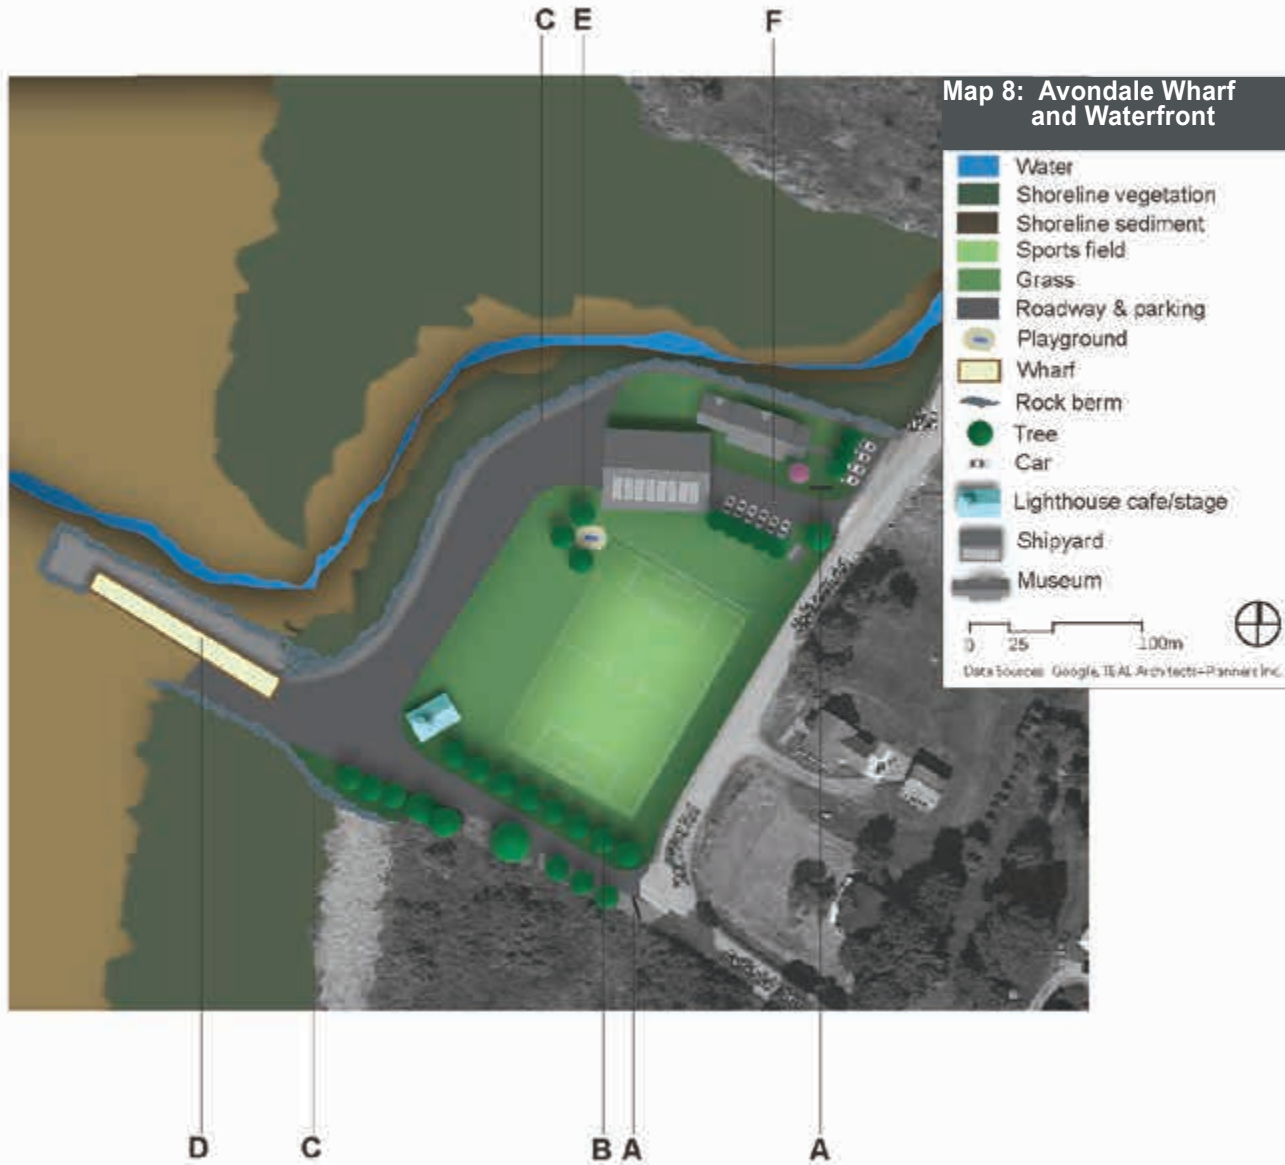 C E F
Map 8: Avondale Wharf
and Waterfront
Water
Shoreline vegetation
Shoreline sediment
Sports field
Grass
Roadway & parking
Playground
Wharf
Rock berm
Tree
Car
Lighthouse cafe/stage
Shipyard
Museum
0 25 100m
Data Sources: Google, TEAL Architects+Planners Inc.
D C B A A